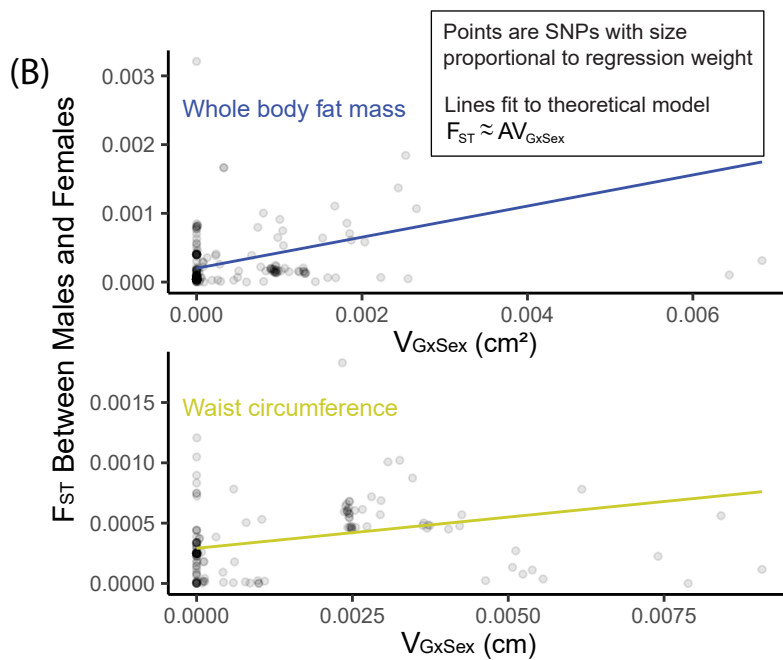 (B)
Points are SNPs with size
proportional to regression weight
Lines fit to theoretical model
FST ≈ AVGxSex
Whole body fat mass
0.003
0.002
0.001
0.000
0.000 0.002 0.004 0.006
VGxSex (cm²)
FST Between Males and Females
Waist circumference
0.0015
0.0010
0.0005
0.0000
0.0000 0.0025 0.0050 0.0075
VGxSex (cm)